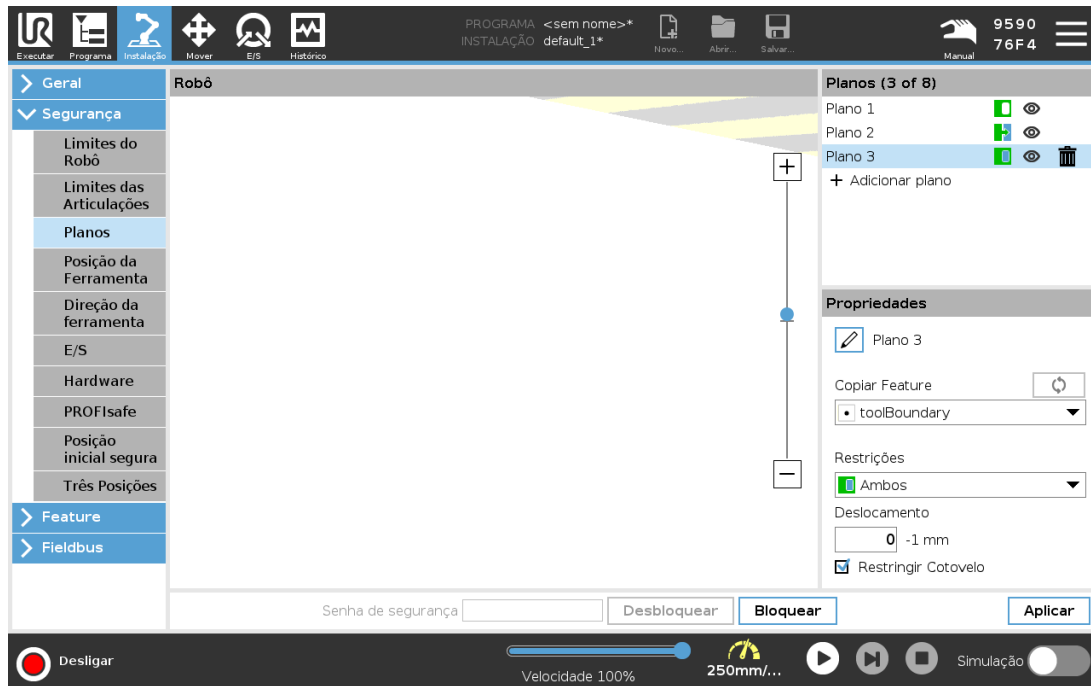 PROGRAMA <sem nome>*
INSTALAÇÃO default_1*
Executar
Programa
Instalação
Mover
E/S
Histórico
Novo...
Abrir...
Salvar...
Manual
9590
76F4
Geral
Segurança
Limites do
Robô
Limites das
Articulações
Planos
Posição da
Ferramenta
Direção da
ferramenta
E/S
Hardware
PROFIsafe
Posição
inicial segura
Três Posições
Feature
Fieldbus
Robô
Planos (3 of 8)
Plano 1
Plano 2
Plano 3
+ Adicionar plano
Propriedades
Plano 3
Copiar Feature
toolBoundary
Restrições
Ambos
Deslocamento
0 -1 mm
Restringir Cotovelo
Senha de segurança
Desbloquear
Bloquear
Aplicar
Desligar
Velocidade 100%
250mm/...
Simulação